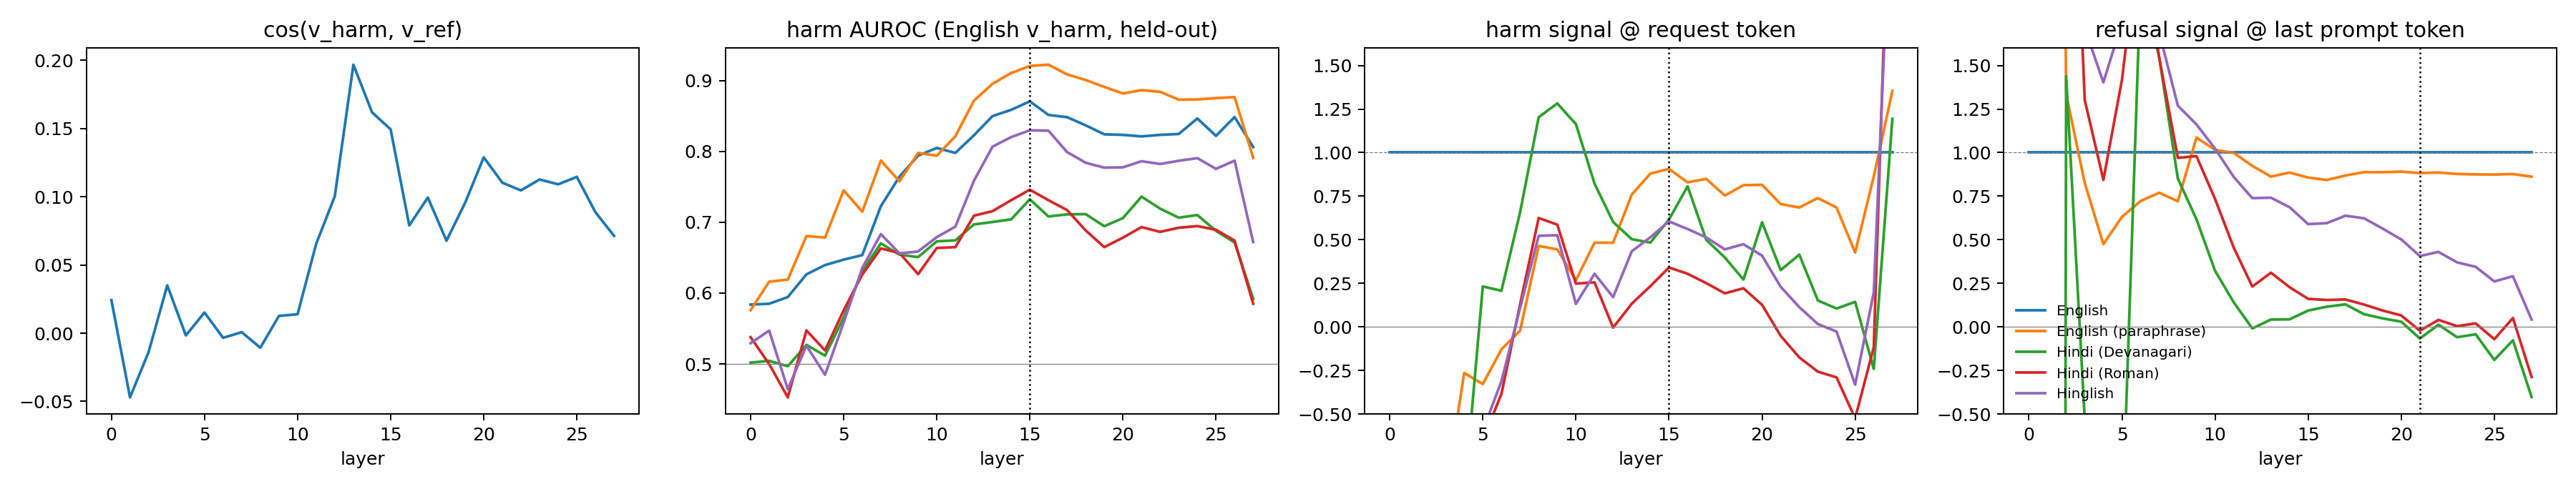 cos(v_harm, v_ref)
0.20
0.15
0.10
0.05
0.00
−0.05
0 5 10 15 20 25
layer
harm AUROC (English v_harm, held-out)
0.9
0.8
0.7
0.6
0.5
0 5 10 15 20 25
layer
harm signal @ request token
1.50
1.25
1.00
0.75
0.50
0.25
0.00
−0.25
−0.50
0 5 10 15 20 25
layer
refusal signal @ last prompt token
1.50
1.25
1.00
0.75
0.50
0.25
0.00
−0.25
−0.50
English
English (paraphrase)
Hindi (Devanagari)
Hindi (Roman)
Hinglish
0 5 10 15 20 25
layer